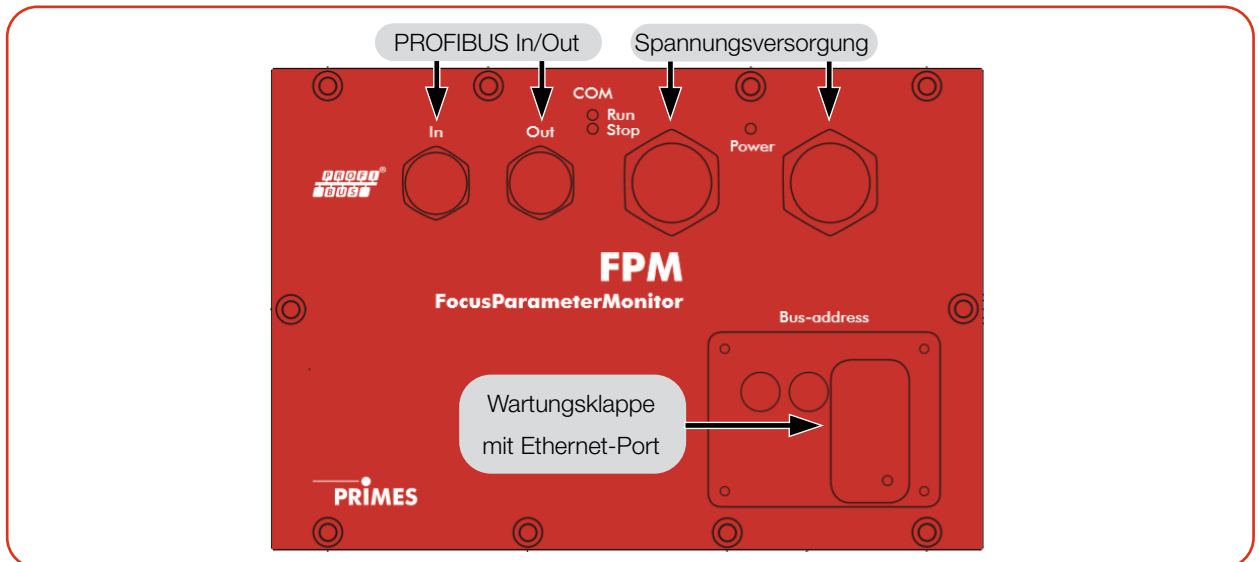 PROFIBUS In/Out
Spannungsversorgung
COM
Run
Stop
In
Out
Power
PROFI®
BUS
FPM
FocusParameterMonitor
Bus-address
Wartungsklappe
mit Ethernet-Port
PRiMES